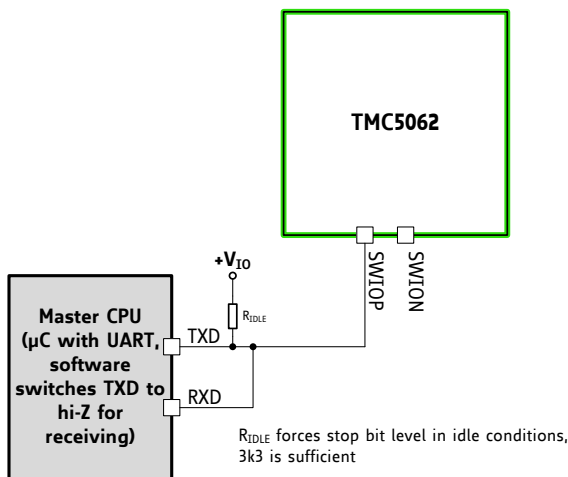 TMC5062
SWIOP
SWION
+VIO
RIDLE
Master CPU
(µC with UART,
software
switches TXD to
hi-Z for
receiving)
TXD
RXD
RIDLE forces stop bit level in idle conditions,
3k3 is sufficient